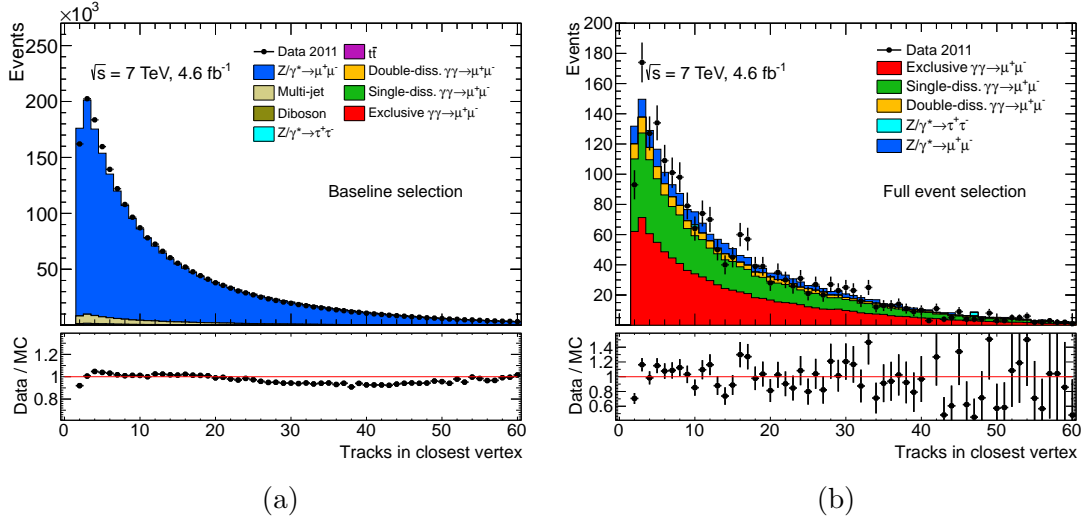 ×10³
Events
250
200
150
100
50
Data 2011
Z/γ*→μ⁺μ⁻
Multi-jet
Diboson
Z/γ*→τ⁺τ⁻
tt̄
Double-diss. γγ→μ⁺μ⁻
Single-diss. γγ→μ⁺μ⁻
Exclusive γγ→μ⁺μ⁻
√s = 7 TeV, 4.6 fb⁻¹
Baseline selection
Data / MC
1.2
1
0.8
0 10 20 30 40 50 60
Tracks in closest vertex
(a)
Events
200
180
160
140
120
100
80
60
40
20
Data 2011
√s = 7 TeV, 4.6 fb⁻¹
Exclusive γγ→μ⁺μ⁻
Single-diss. γγ→μ⁺μ⁻
Double-diss. γγ→μ⁺μ⁻
Z/γ*→τ⁺τ⁻
Z/γ*→μ⁺μ⁻
Full event selection
Data / MC
1.4
1.2
1
0.8
0.6
0 10 20 30 40 50 60
Tracks in closest vertex
(b)